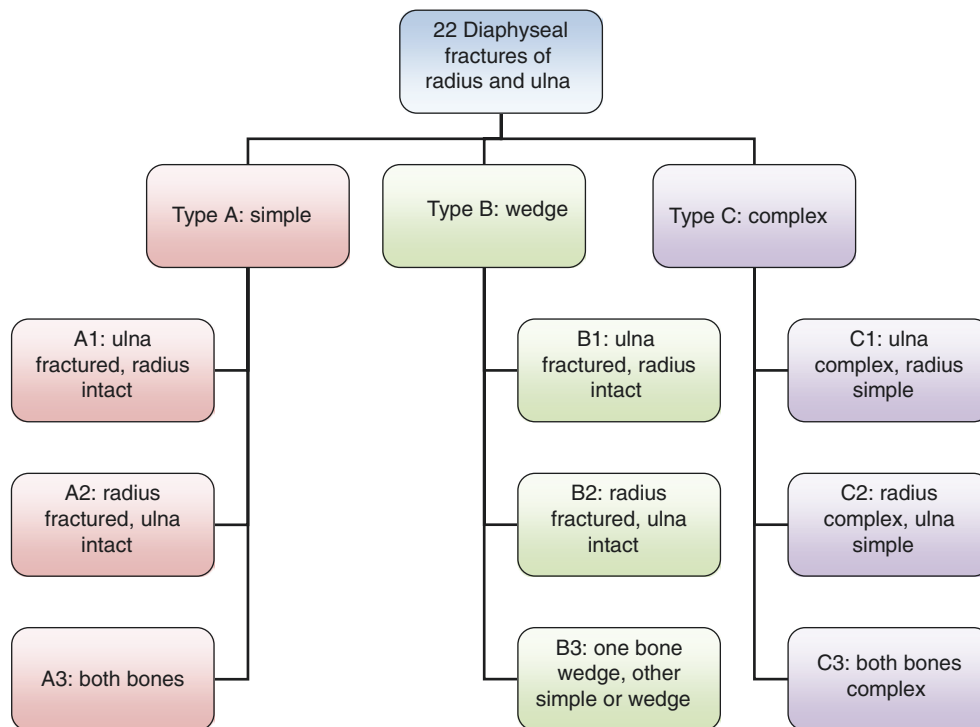 22 Diaphyseal
fractures of
radius and ulna
Type A: simple
Type B: wedge
Type C: complex
A1: ulna
fractured, radius
intact
B1: ulna
fractured, radius
intact
C1: ulna
complex, radius
simple
A2: radius
fractured, ulna
intact
B2: radius
fractured, ulna
intact
C2: radius
complex, ulna
simple
A3: both bones
B3: one bone
wedge, other
simple or wedge
C3: both bones
complex